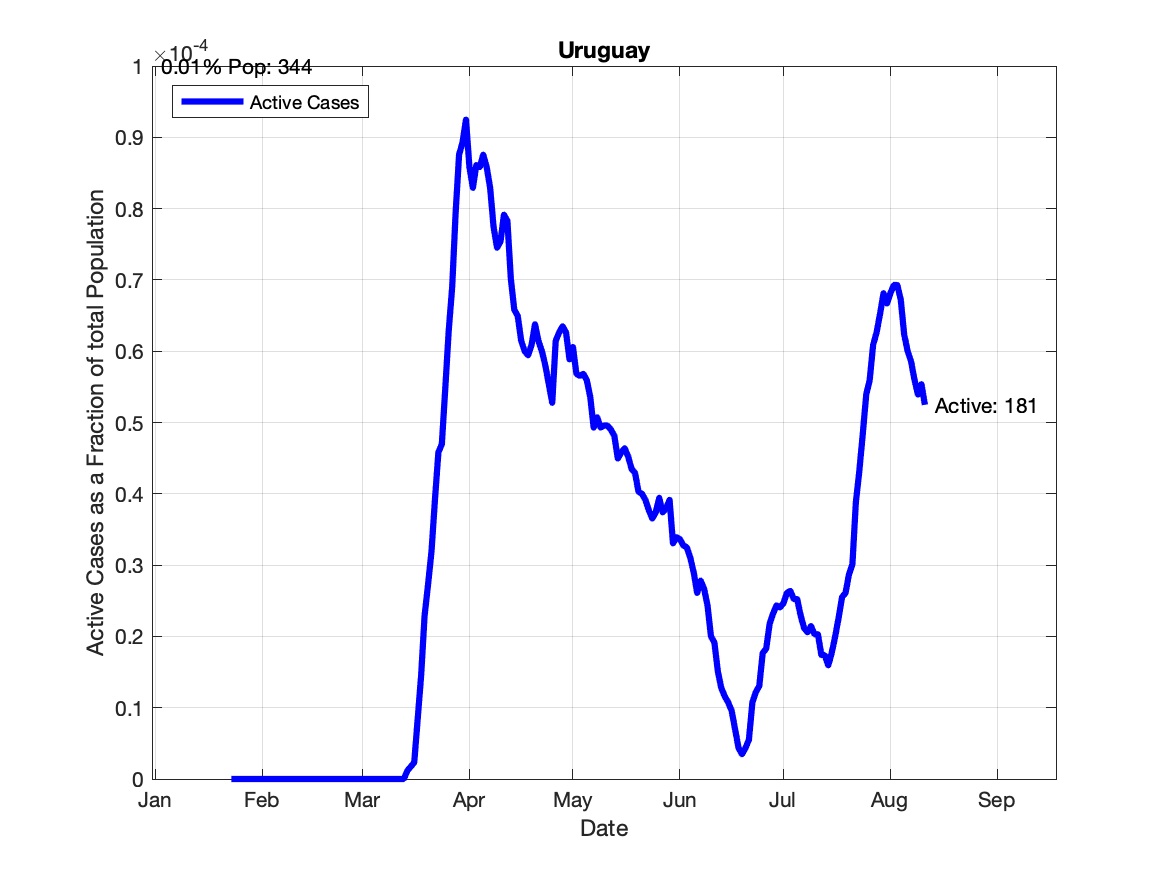 Uruguay
×10-4
0.01% Pop: 344
Active Cases
1
0.9
0.8
0.7
0.6
0.5
0.4
0.3
0.2
0.1
0
Active Cases as a Fraction of total Population
Active: 181
Jan Feb Mar Apr May Jun Jul Aug Sep
Date